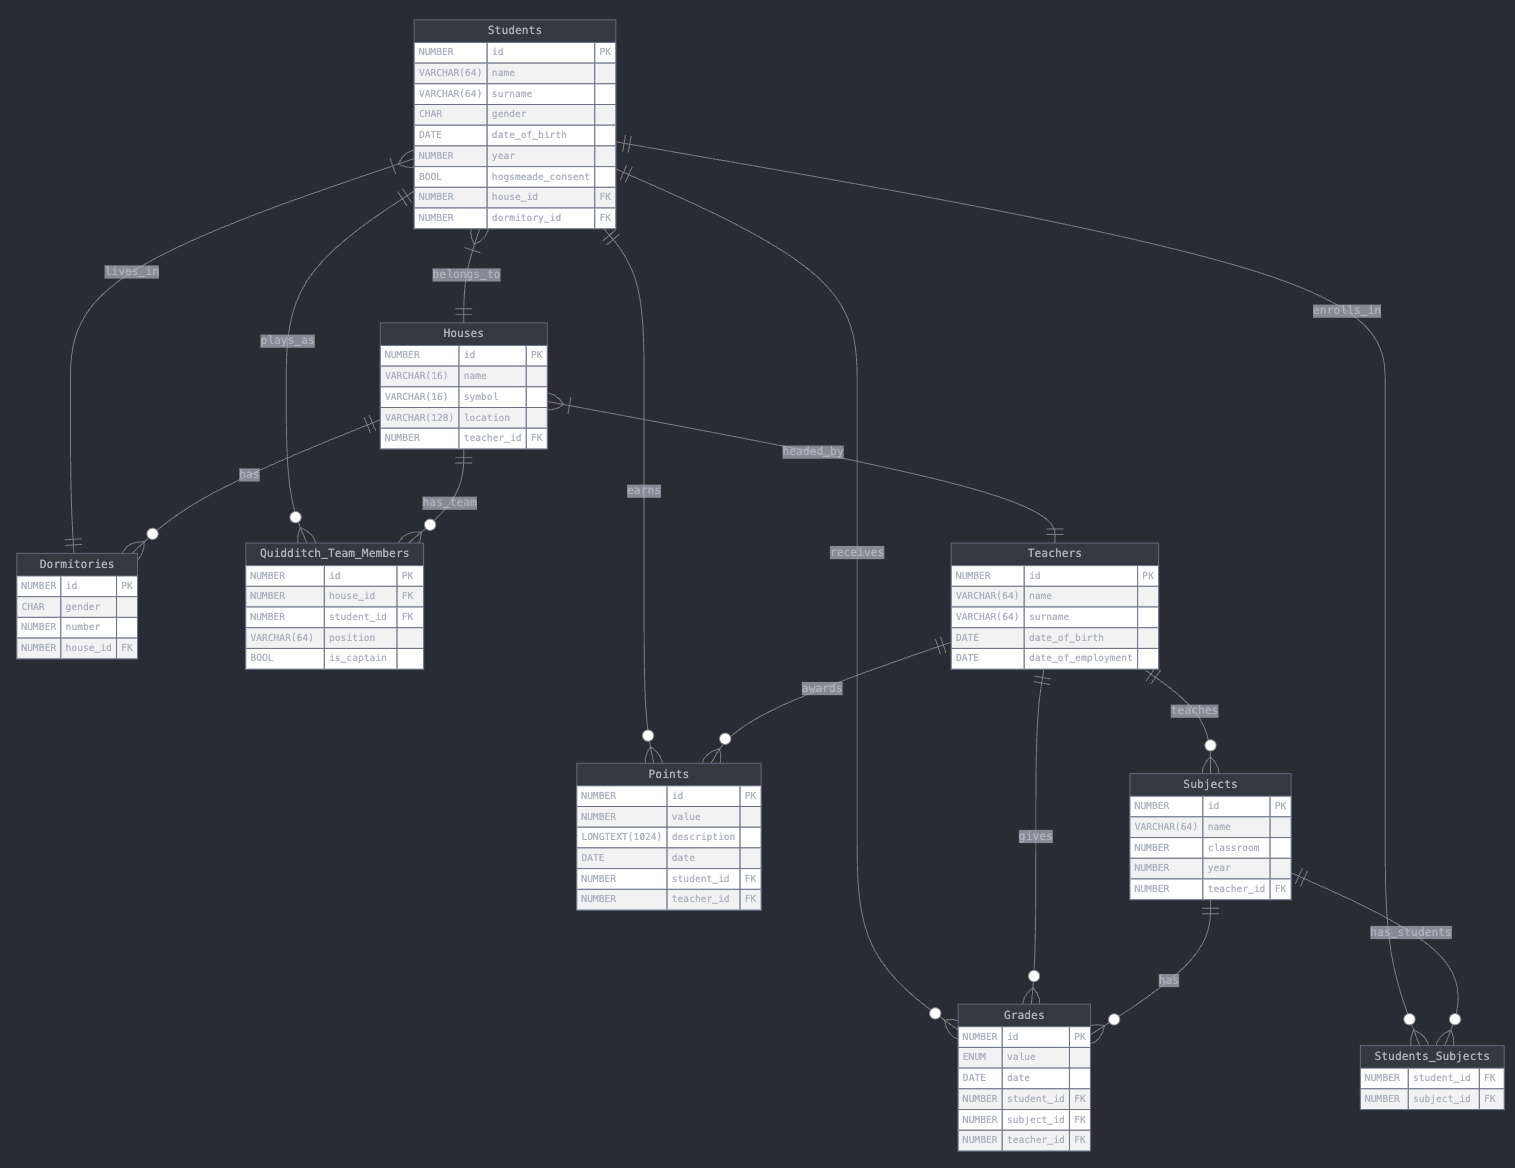 Students
NUMBER id PK
VARCHAR(64) name
VARCHAR(64) surname
CHAR gender
DATE date_of_birth
NUMBER year
BOOL hogsmeade_consent
NUMBER house_id FK
NUMBER dormitory_id FK
lives_in
belongs_to
enrolls_in
plays_as
Houses
NUMBER id PK
VARCHAR(16) name
VARCHAR(16) symbol
VARCHAR(128) location
NUMBER teacher_id FK
has
has_team
earns
headed_by
receives
Dormitories
NUMBER id PK
CHAR gender
NUMBER number
NUMBER house_id FK
Quidditch_Team_Members
NUMBER id PK
NUMBER house_id FK
NUMBER student_id FK
VARCHAR(64) position
BOOL is_captain
Teachers
NUMBER id PK
VARCHAR(64) name
VARCHAR(64) surname
DATE date_of_birth
DATE date_of_employment
awards
teaches
Points
NUMBER id PK
NUMBER value
LONGTEXT(1024) description
DATE date
NUMBER student_id FK
NUMBER teacher_id FK
gives
Subjects
NUMBER id PK
VARCHAR(64) name
NUMBER classroom
NUMBER year
NUMBER teacher_id FK
has_students
has
Grades
NUMBER id PK
ENUM value
DATE date
NUMBER student_id FK
NUMBER subject_id FK
NUMBER teacher_id FK
Students_Subjects
NUMBER student_id FK
NUMBER subject_id FK